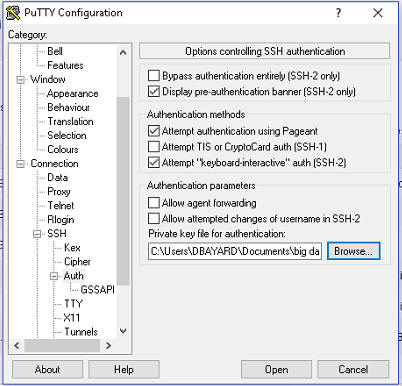 PuTTY Configuration
Category:
Bell
Features
Window
Appearance
Behaviour
Translation
Selection
Colours
Connection
Data
Proxy
Telnet
Rlogin
SSH
Kex
Cipher
Auth
GSSAPI
TTY
X11
Tunnels
Options controlling SSH authentication
Bypass authentication entirely (SSH-2 only)
Display pre-authentication banner (SSH-2 only)
Authentication methods
Attempt authentication using Pageant
Attempt TIS or CryptoCard auth (SSH-1)
Attempt "keyboard-interactive" auth (SSH-2)
Authentication parameters
Allow agent forwarding
Allow attempted changes of username in SSH-2
Private key file for authentication:
C:\Users\DBAYARD\Documents\big da
Browse...
About
Help
Open
Cancel